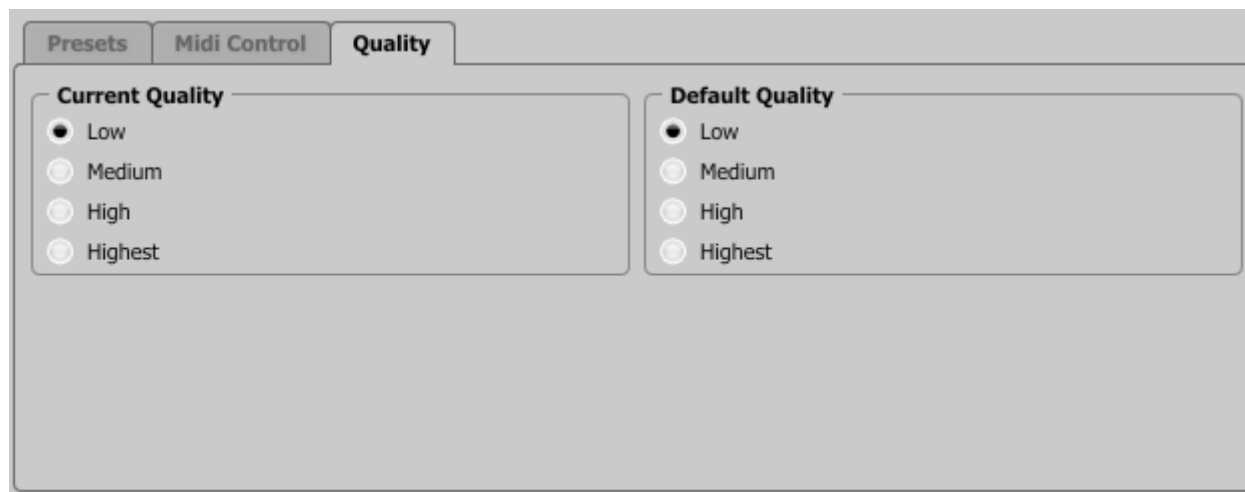 Presets Midi Control Quality
Current Quality
Low
Medium
High
Highest
Default Quality
Low
Medium
High
Highest